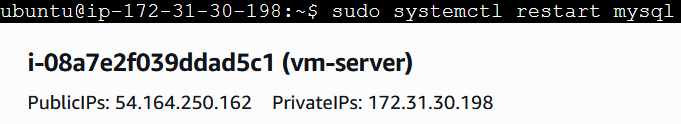 ubuntu@ip-172-31-30-198:~$ sudo systemctl restart mysql
i-08a7e2f039ddad5c1 (vm-server)
PublicIPs: 54.164.250.162 PrivateIPs: 172.31.30.198